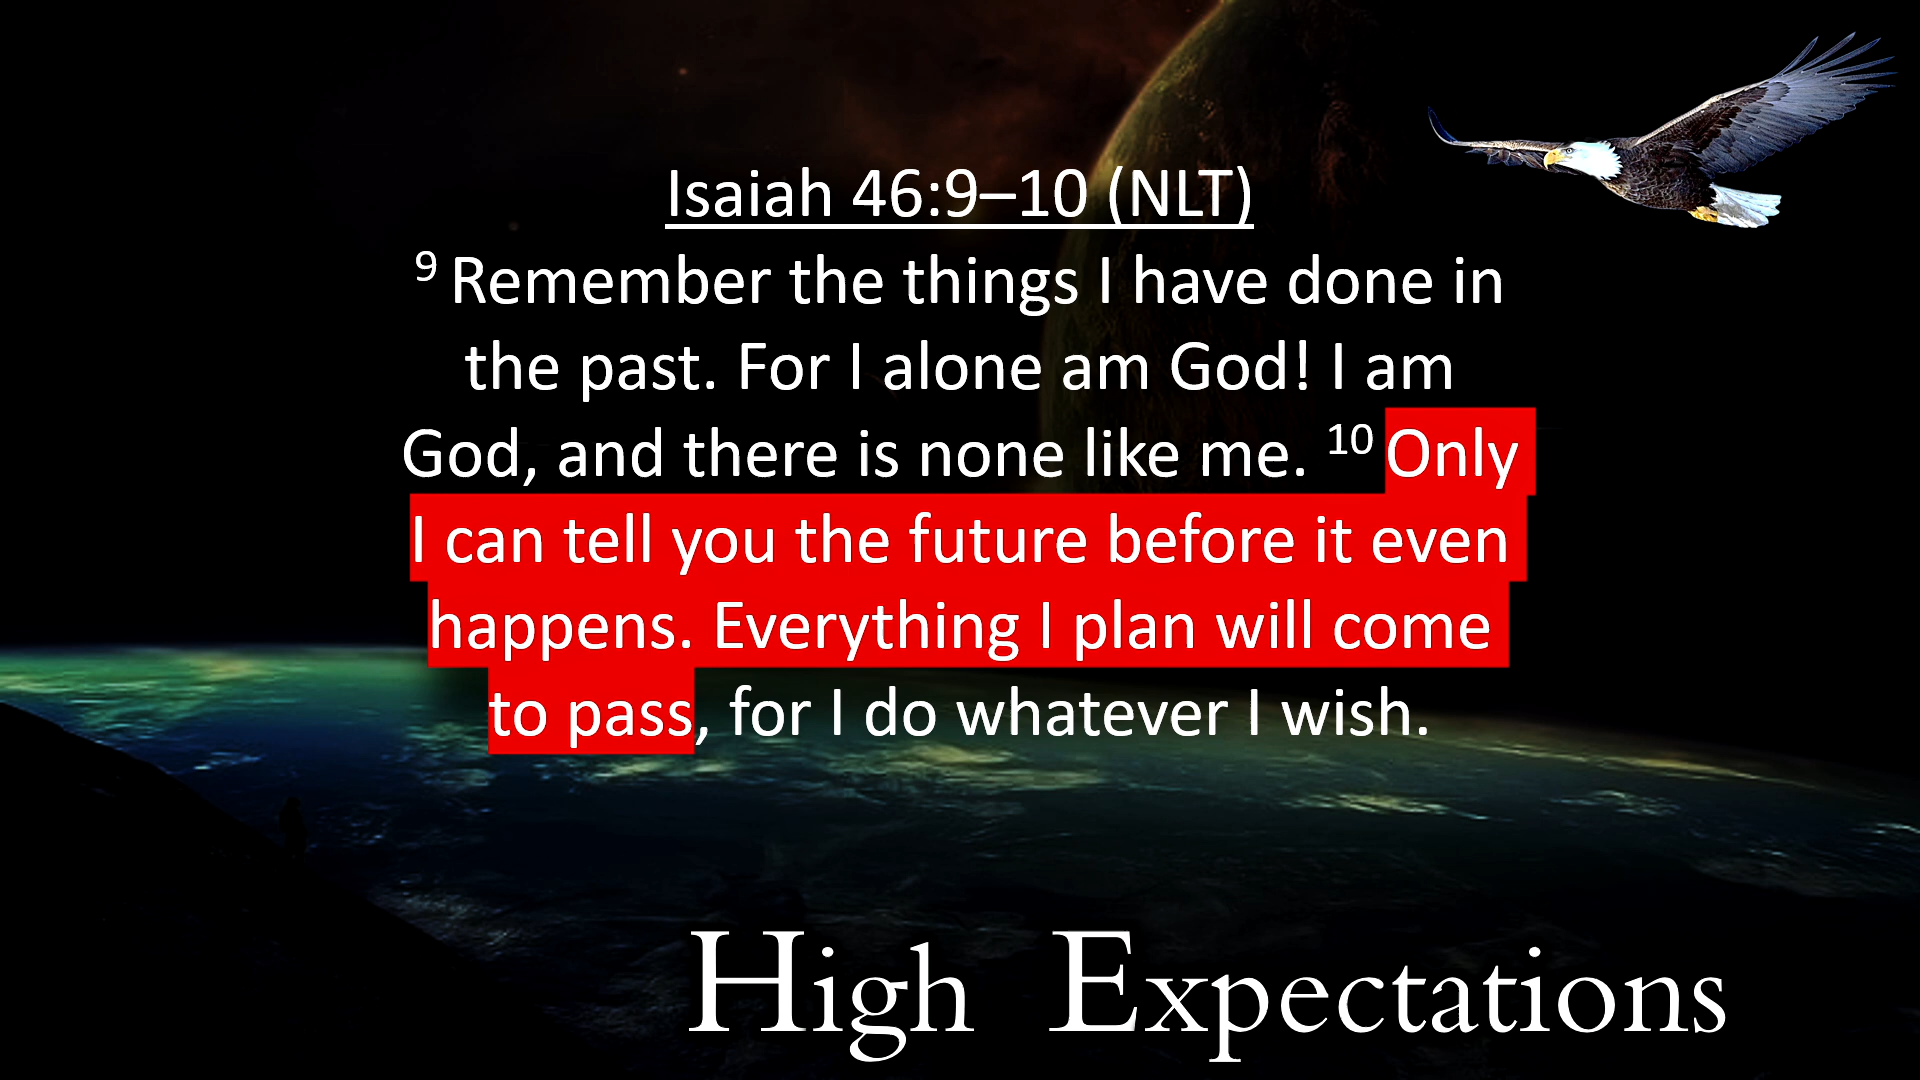 Isaiah 46:9–10 (NLT)
9 Remember the things I have done in
the past. For I alone am God! I am
God, and there is none like me. 10 Only
I can tell you the future before it even
happens. Everything I plan will come
to pass, for I do whatever I wish.
High Expectations